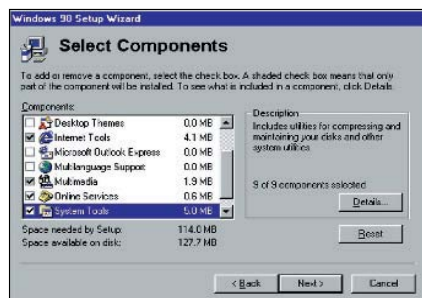 Windows 98 Setup Wizard
Select Components
To add or remove a component, select the check box. A shaded check box means that only
part of the component will be installed. To see what is included in a component, click Details.
Components:
Desktop Themes 0.0 MB
Internet Tools 4.1 MB
Microsoft Outlook Express 0.0 MB
Multilanguage Support 0.0 MB
Multimedia 1.9 MB
Online Services 0.6 MB
System Tools 5.0 MB
Description
Includes utilities for compressing and
maintaining your disks and other
system utilities.
9 of 9 components selected
Details...
Space needed by Setup: 114.0 MB
Space available on disk: 127.7 MB
Reset
< Back
Next >
Cancel